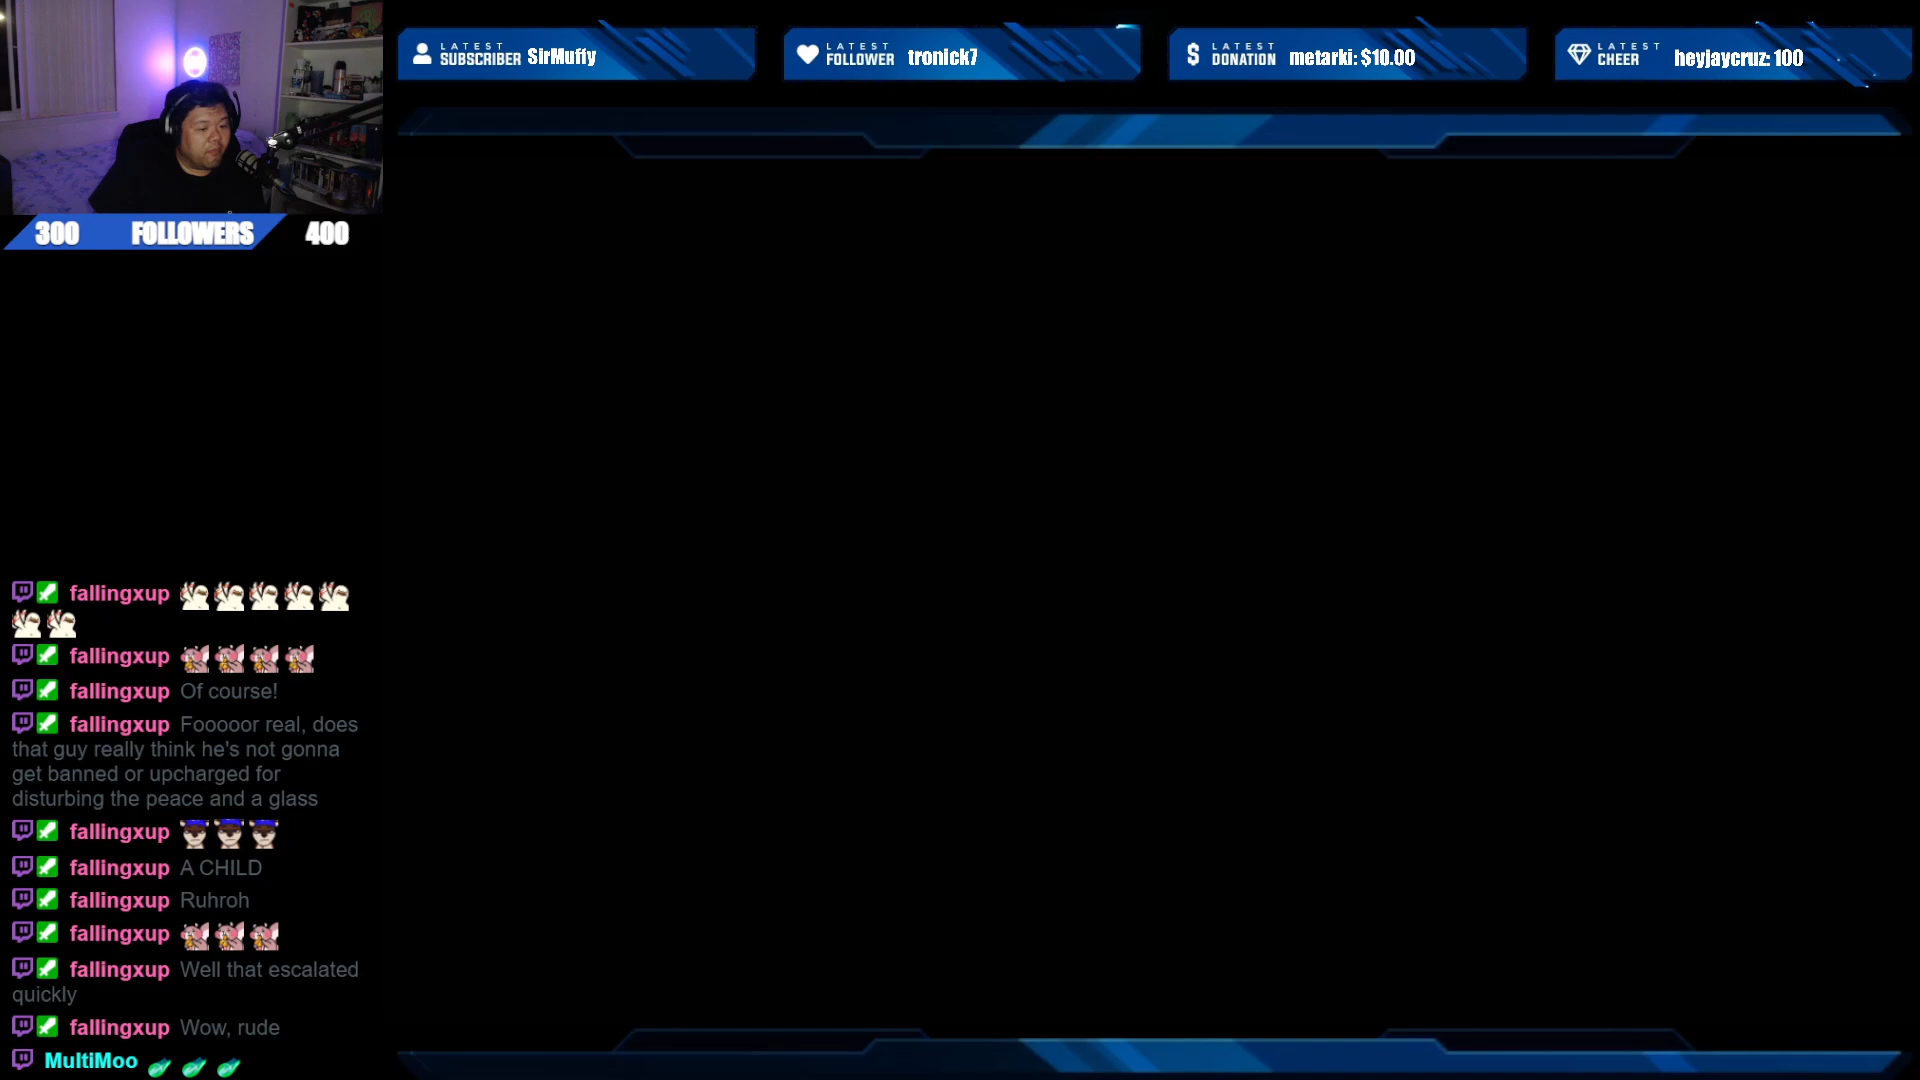 LATEST SUBSCRIBER SirMuffy
LATEST FOLLOWER tronick7
LATEST DONATION metarki: $10.00
LATEST CHEER heyjaycruz: 100
300 FOLLOWERS 400
fallingxup
fallingxup
fallingxup Of course!
fallingxup Fooooor real, does
that guy really think he's not gonna
get banned or upcharged for
disturbing the peace and a glass
fallingxup
fallingxup A CHILD
fallingxup Ruhroh
fallingxup
fallingxup Well that escalated
quickly
fallingxup Wow, rude
MultiMoo